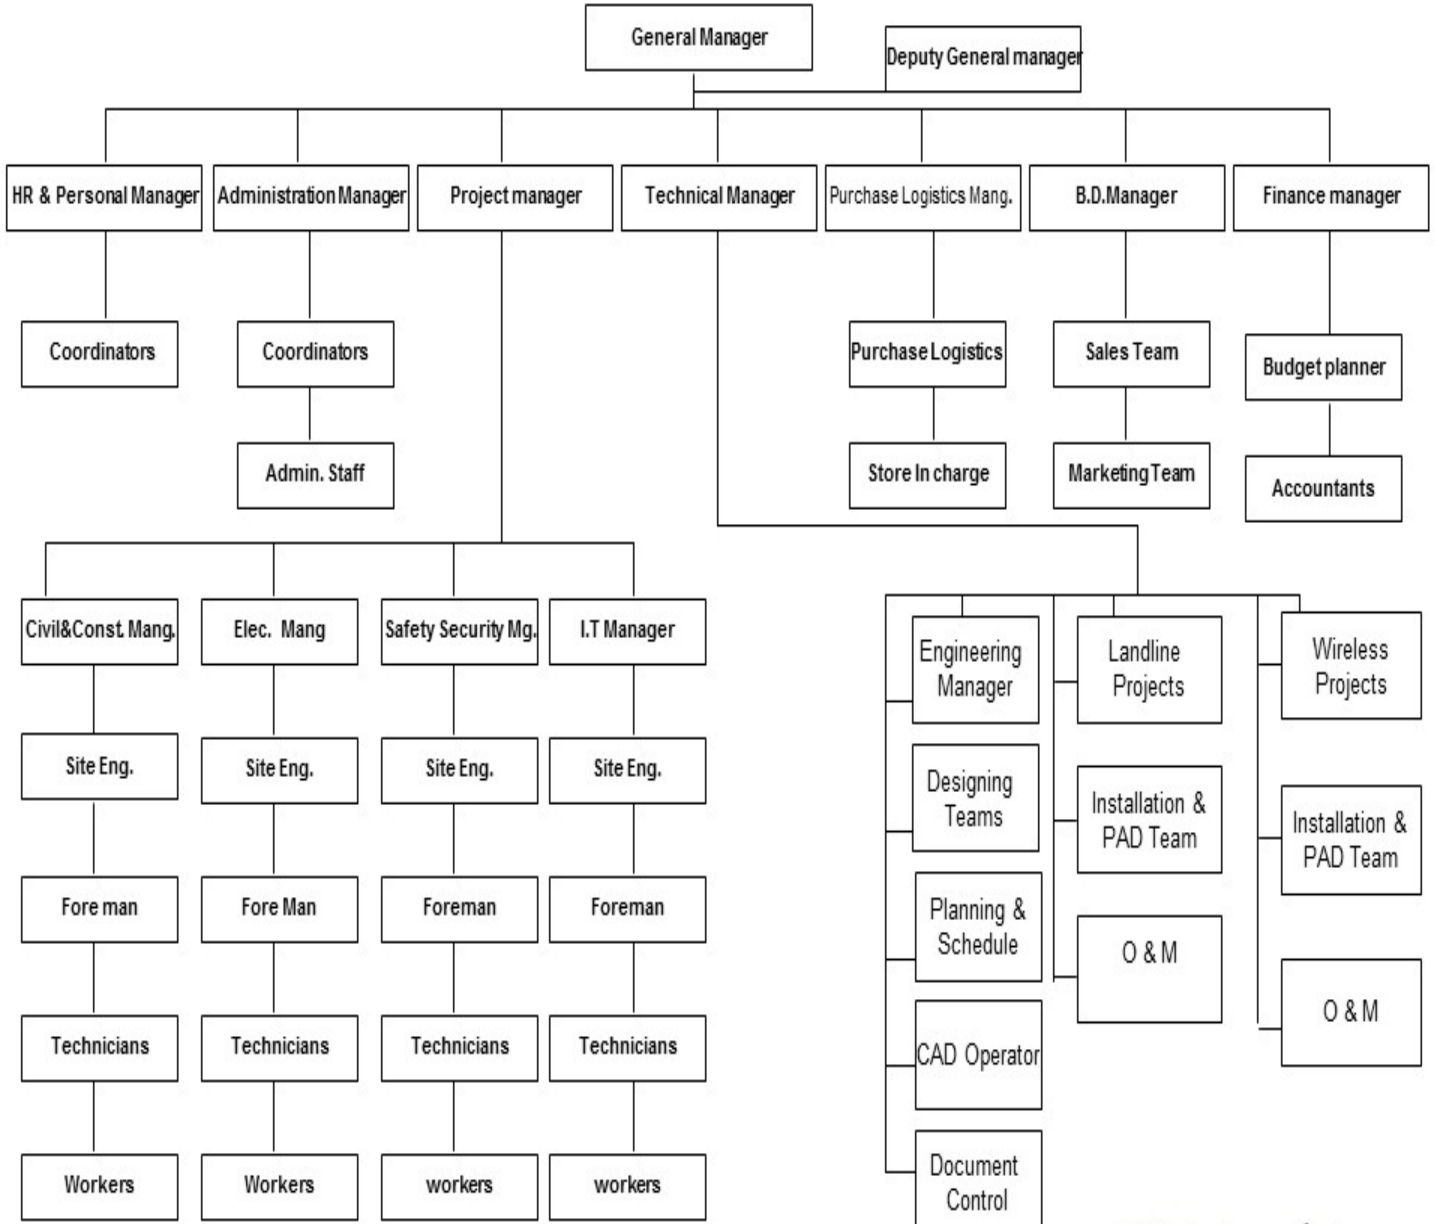 General Manager
Deputy General manager
HR & Personal Manager
Administration Manager
Project manager
Technical Manager
Purchase Logistics Mang.
B.D.Manager
Finance manager
Coordinators
Coordinators
Purchase Logistics
Sales Team
Budget planner
Admin. Staff
Store In charge
Marketing Team
Accountants
Civil&Const. Mang.
Elec. Mang
Safety Security Mg.
I.T Manager
Site Eng.
Site Eng.
Site Eng.
Site Eng.
Fore man
Fore Man
Foreman
Foreman
Technicians
Technicians
Technicians
Technicians
Workers
Workers
workers
workers
Engineering
Manager
Designing
Teams
Planning &
Schedule
CAD Operator
Document
Control
Landline
Projects
Installation &
PAD Team
O & M
Wireless
Projects
Installation &
PAD Team
O & M